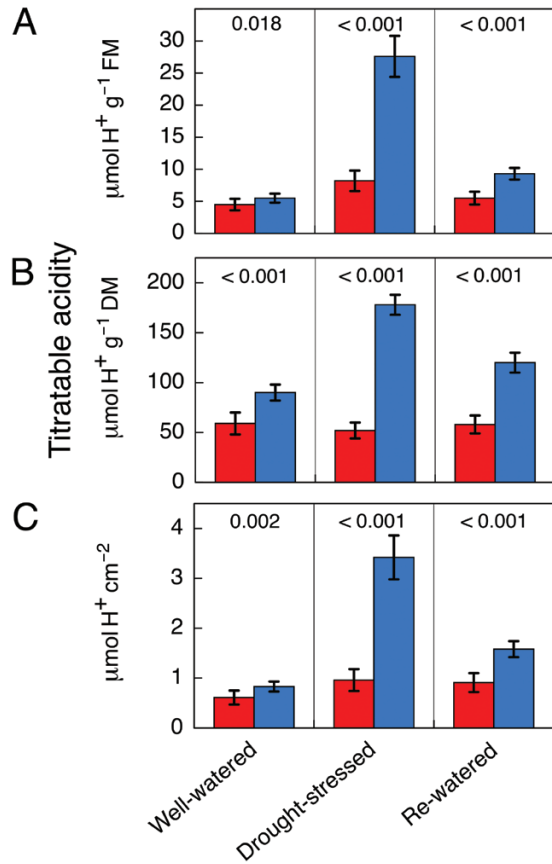 A
0.018
< 0.001
< 0.001
30
25
20
15
10
5
0
μmol H⁺ g⁻¹ FM
B
< 0.001
< 0.001
< 0.001
200
150
100
50
0
Titratable acidity
μmol H⁺ g⁻¹ DM
C
0.002
< 0.001
< 0.001
4
3
2
1
0
μmol H⁺ cm⁻²
Well-watered
Drought-stressed
Re-watered